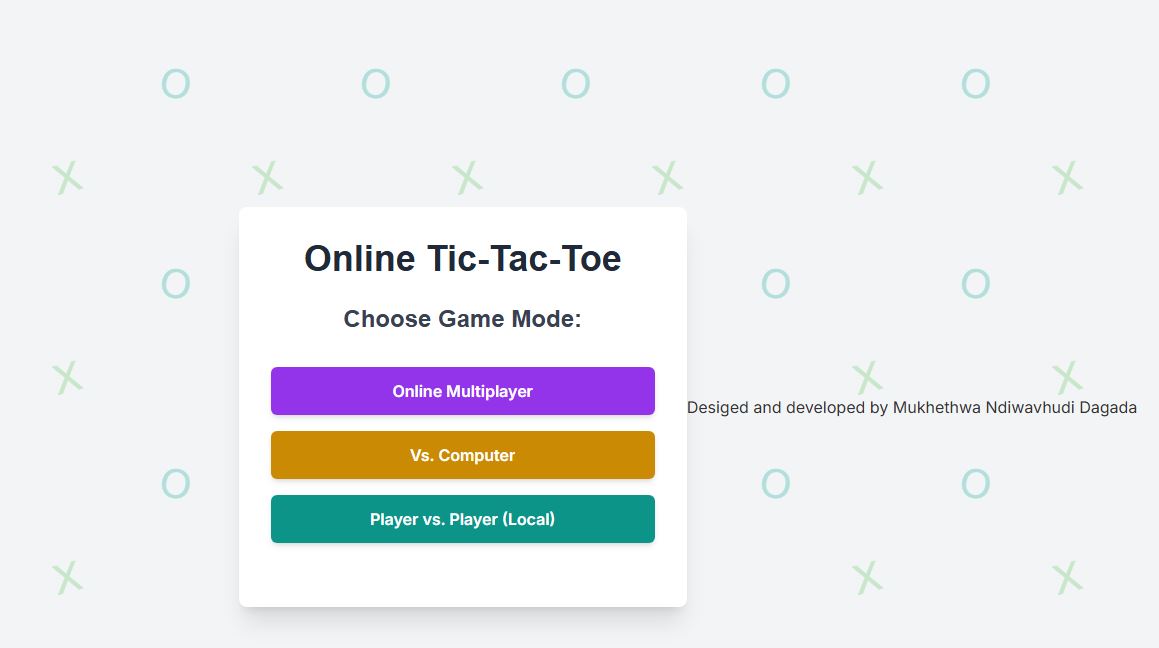 O O O O O
X X X X X X
Online Tic-Tac-Toe
O O O
Choose Game Mode:
X X X
Online Multiplayer
Desiged and developed by Mukhethwa Ndiwavhudi Dagada
Vs. Computer
O O O
Player vs. Player (Local)
X X X